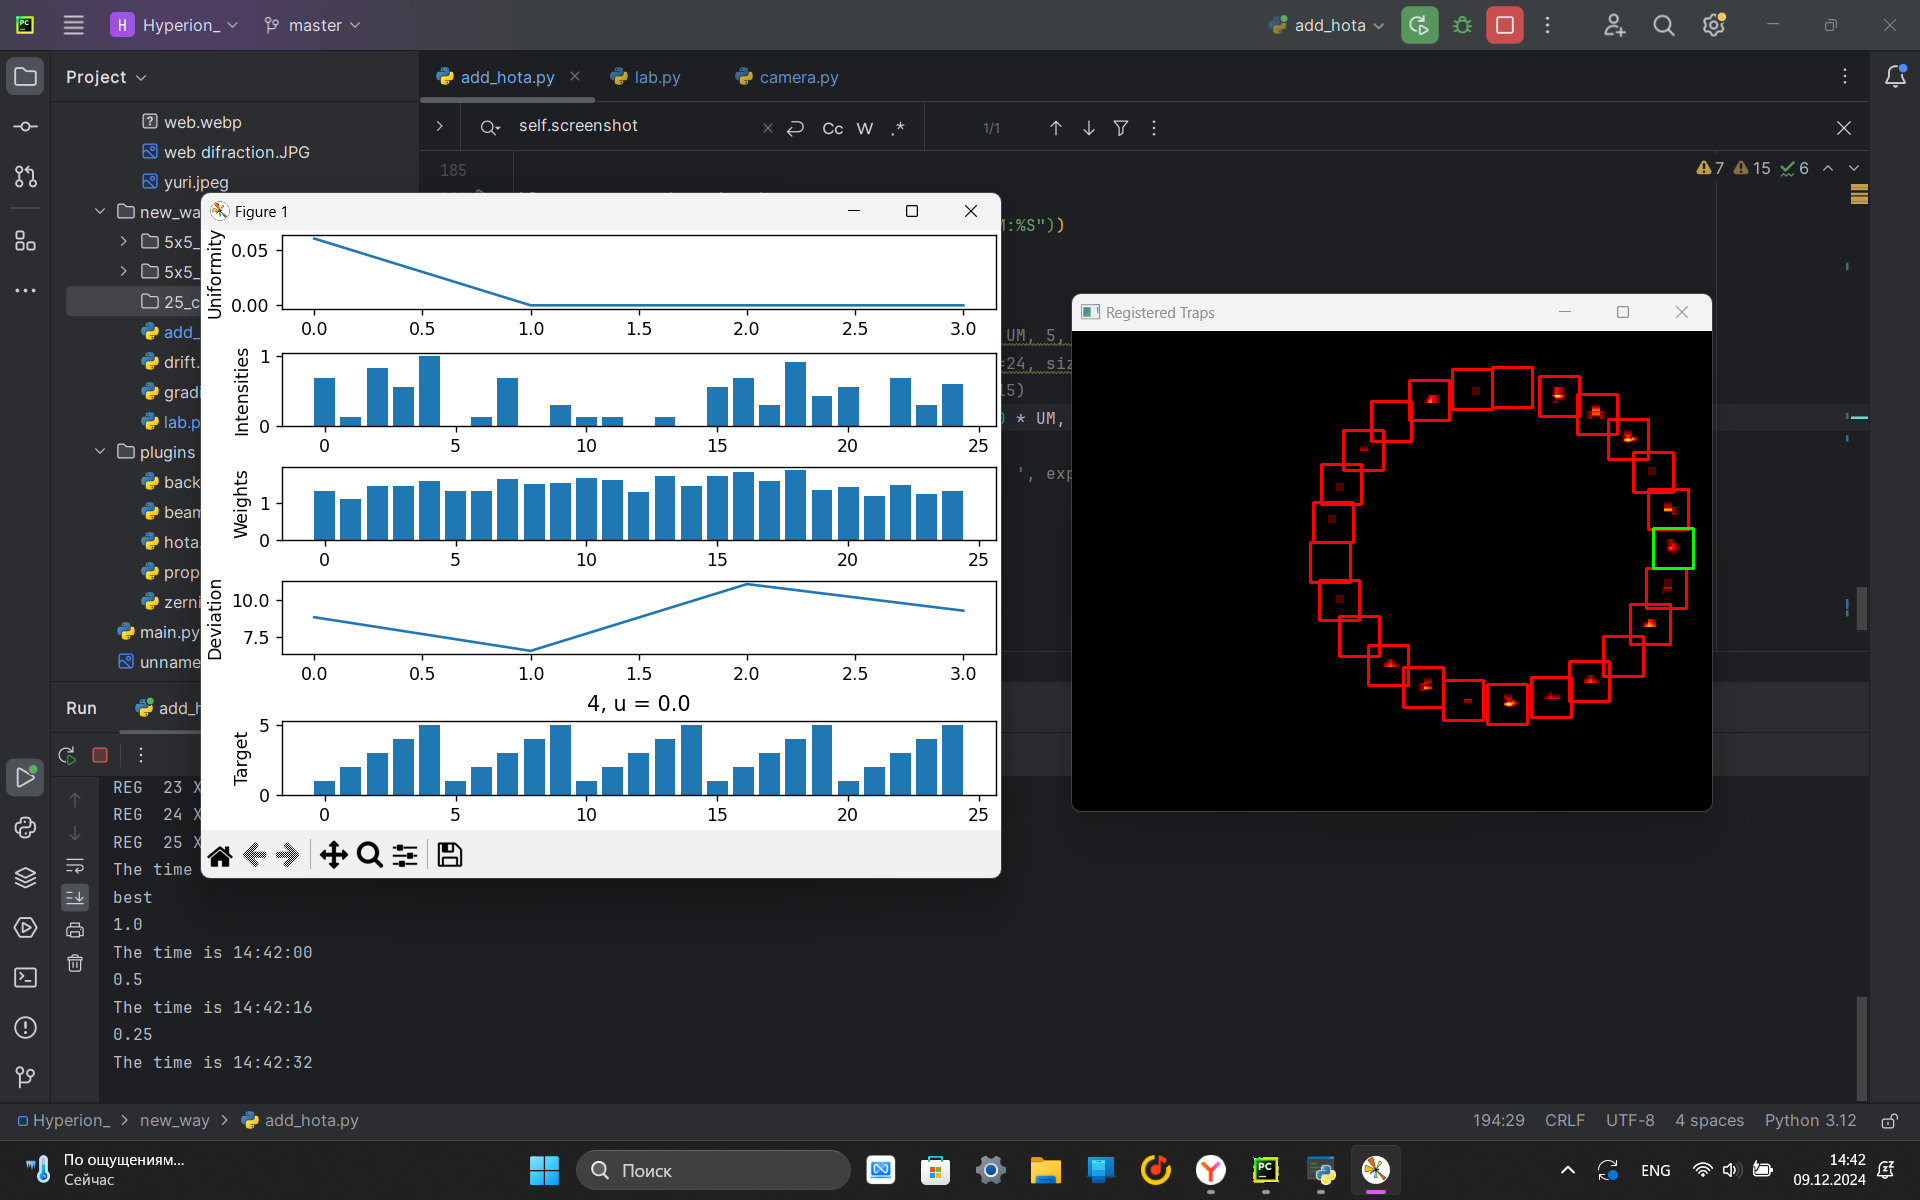 PC
H
Hyperion_
master
add_hota
Project
add_hota.py
lab.py
camera.py
web.webp
web difraction.JPG
yuri.jpeg
new_wa
5x5_
5x5_
25_c
add_
drift.
gradi
lab.p
plugins
back
beam
hota
prop
zerni
main.py
unname
self.screenshot
Cc W .*
1/1
185
7 15 6
:%S"))
UM, 5,
24, siz
* UM,
', exp
Figure 1
Uniformity
0.05
0.00
0.0 0.5 1.0 1.5 2.0 2.5 3.0
Intensities
1
0
0 5 10 15 20 25
Weights
1
0
0 5 10 15 20 25
Deviation
10.0
7.5
0.0 0.5 1.0 1.5 2.0 2.5 3.0
4, u = 0.0
Target
5
0
0 5 10 15 20 25
Registered Traps
Run
add_h
REG 23 X
REG 24 X
REG 25 X
The time
best
1.0
The time is 14:42:00
0.5
The time is 14:42:16
0.25
The time is 14:42:32
Hyperion_ > new_way > add_hota.py
194:29 CRLF UTF-8 4 spaces Python 3.12
По ощущениям...
Сейчас
Поиск
PC
ENG
14:42
09.12.2024